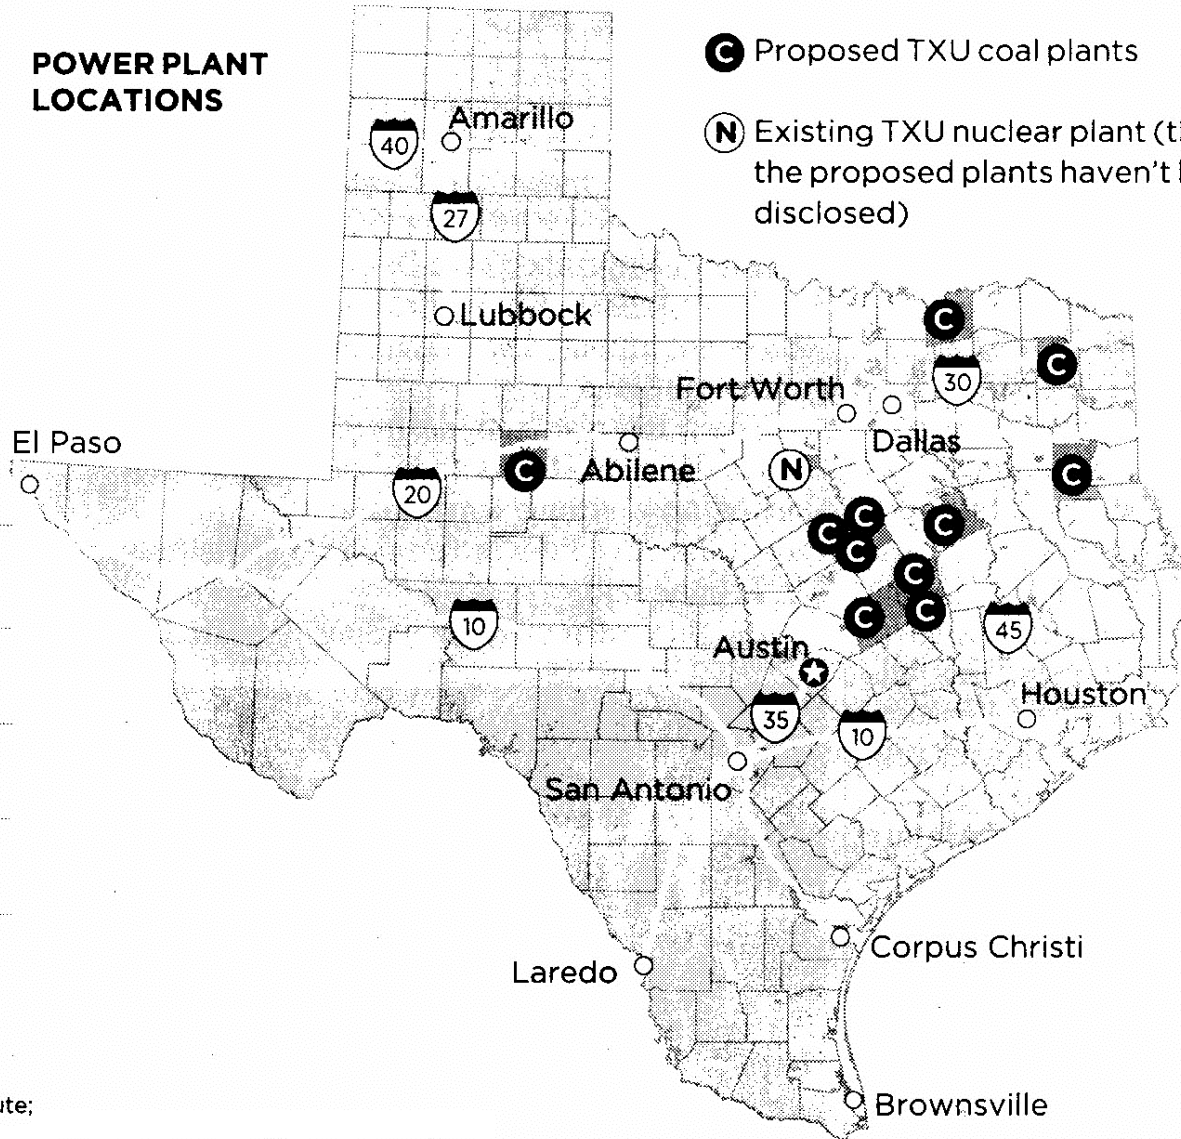 POWER PLANT
LOCATIONS
C Proposed TXU coal plants
N Existing TXU nuclear plant
the proposed plants haven't
disclosed)
Amarillo
40
27
Lubbock
C
C
30
Fort Worth
Dallas
El Paso
Abilene
N
C
C
20
C
C
C
C
C
C
C
10
45
Austin
Houston
35
10
San Antonio
Corpus Christi
Laredo
Brownsville